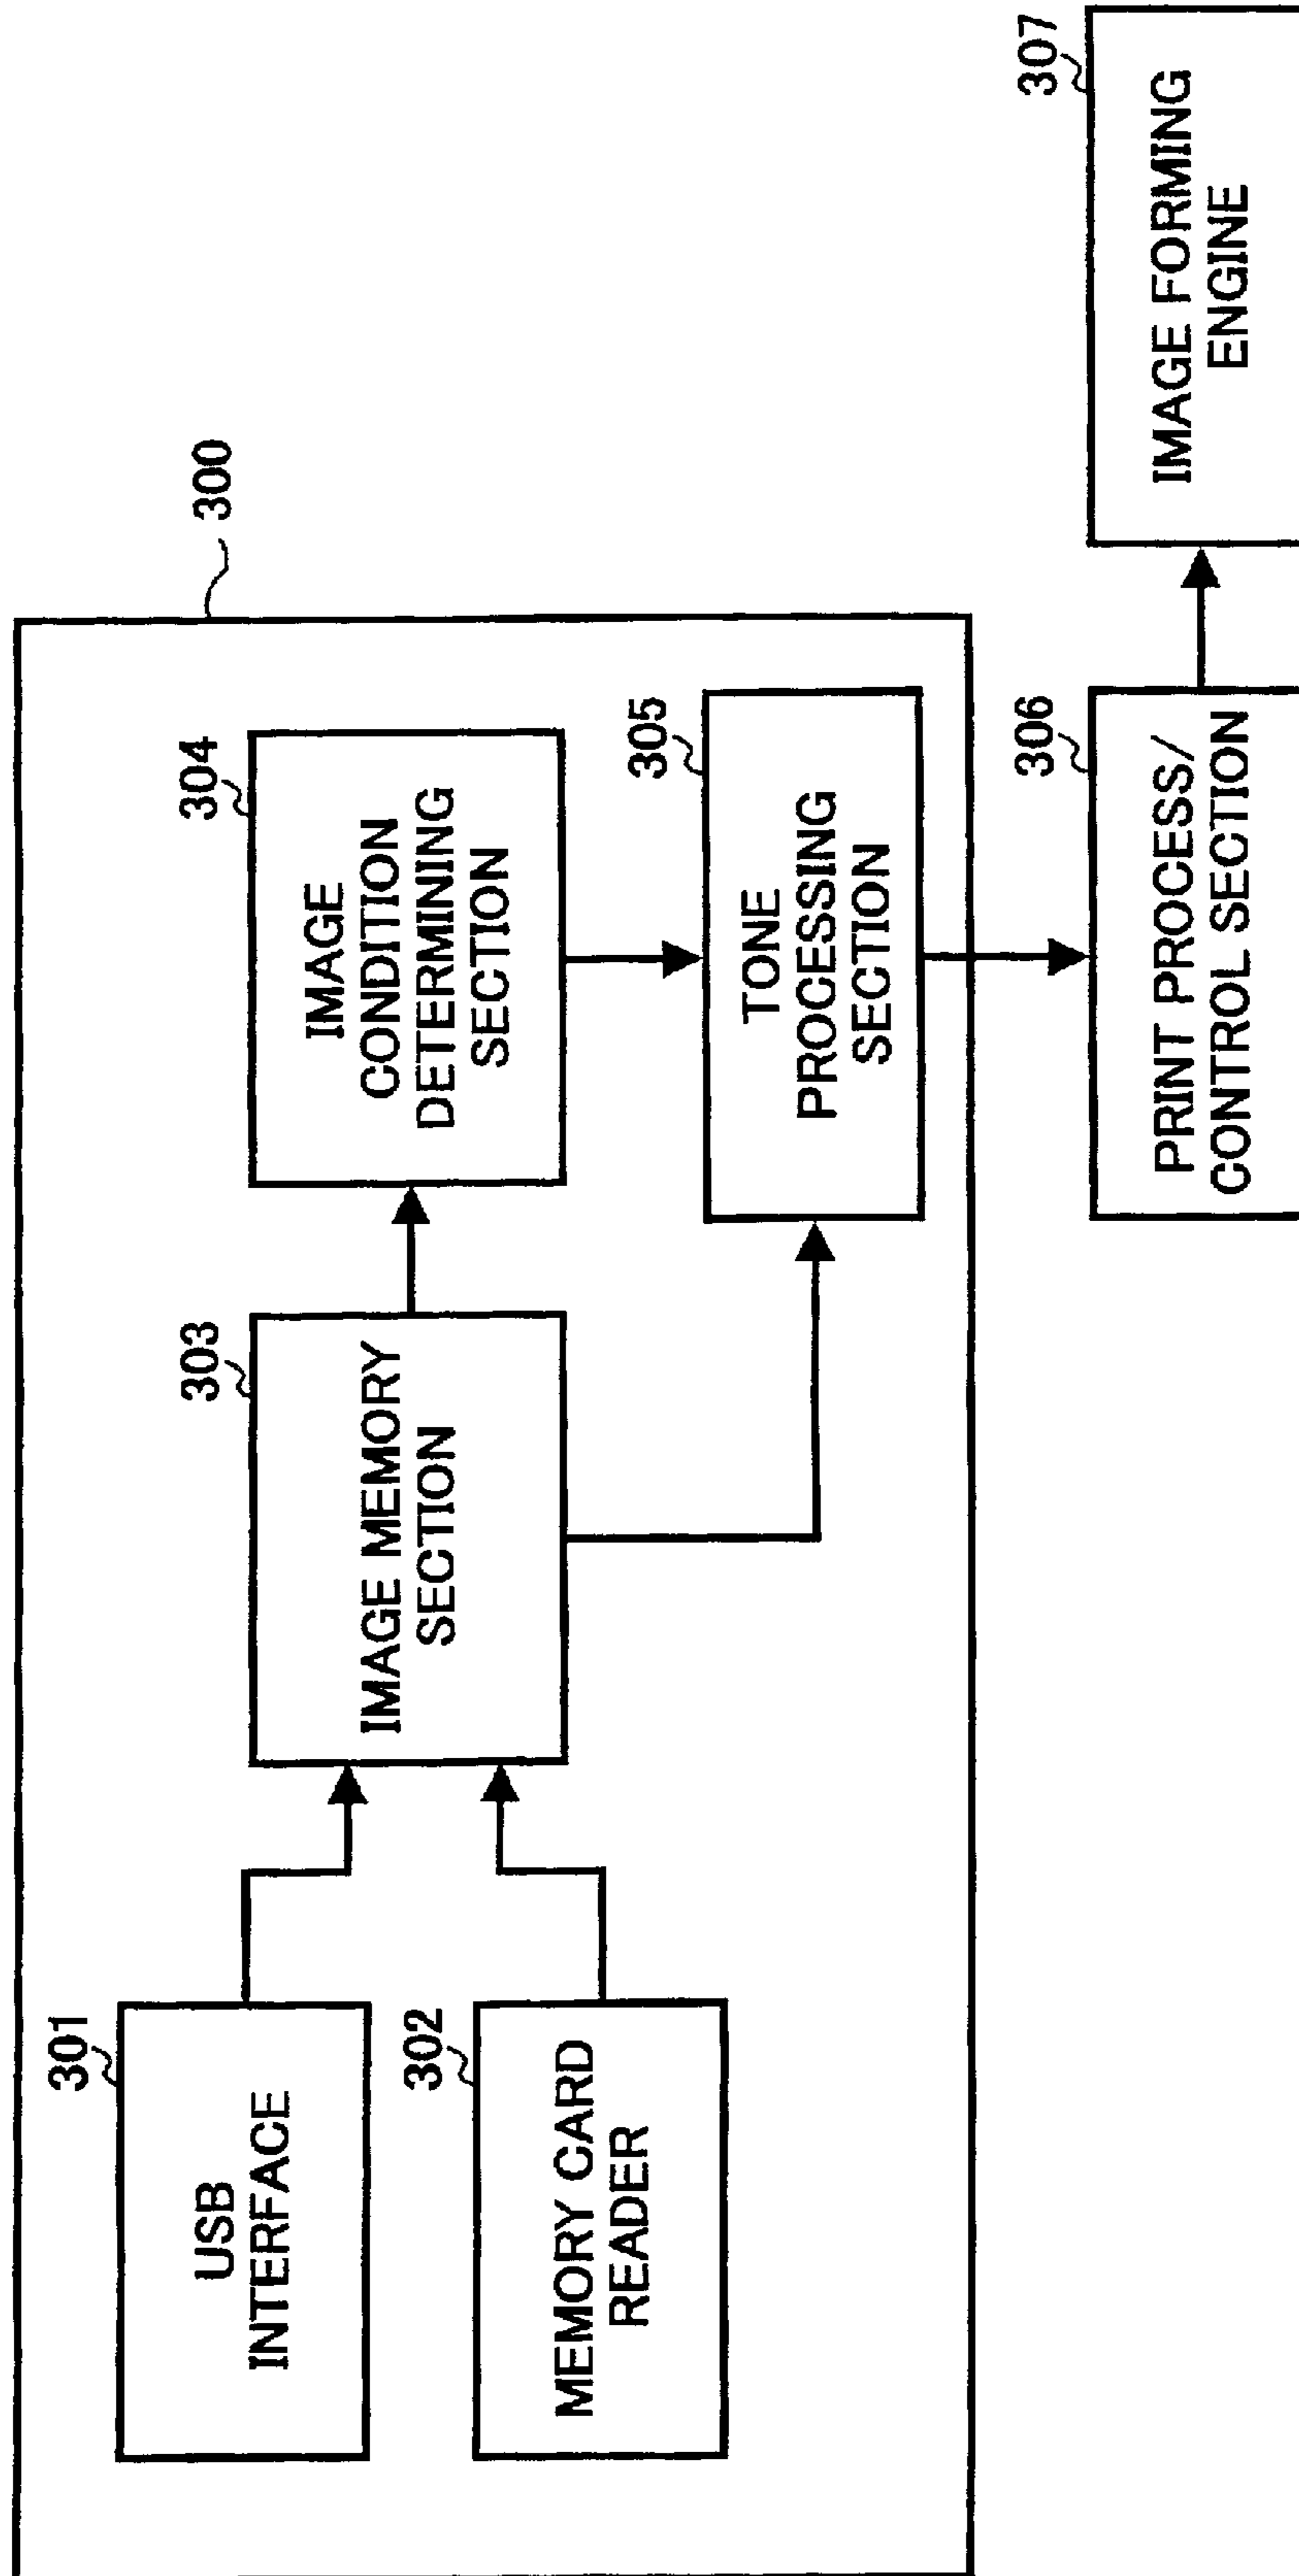 300
301
USB
INTERFACE
302
MEMORY CARD
READER
303
IMAGE MEMORY
SECTION
304
IMAGE
CONDITION
DETERMINING
SECTION
305
TONE
PROCESSING
SECTION
306
PRINT PROCESS/
CONTROL SECTION
307
IMAGE FORMING
ENGINE